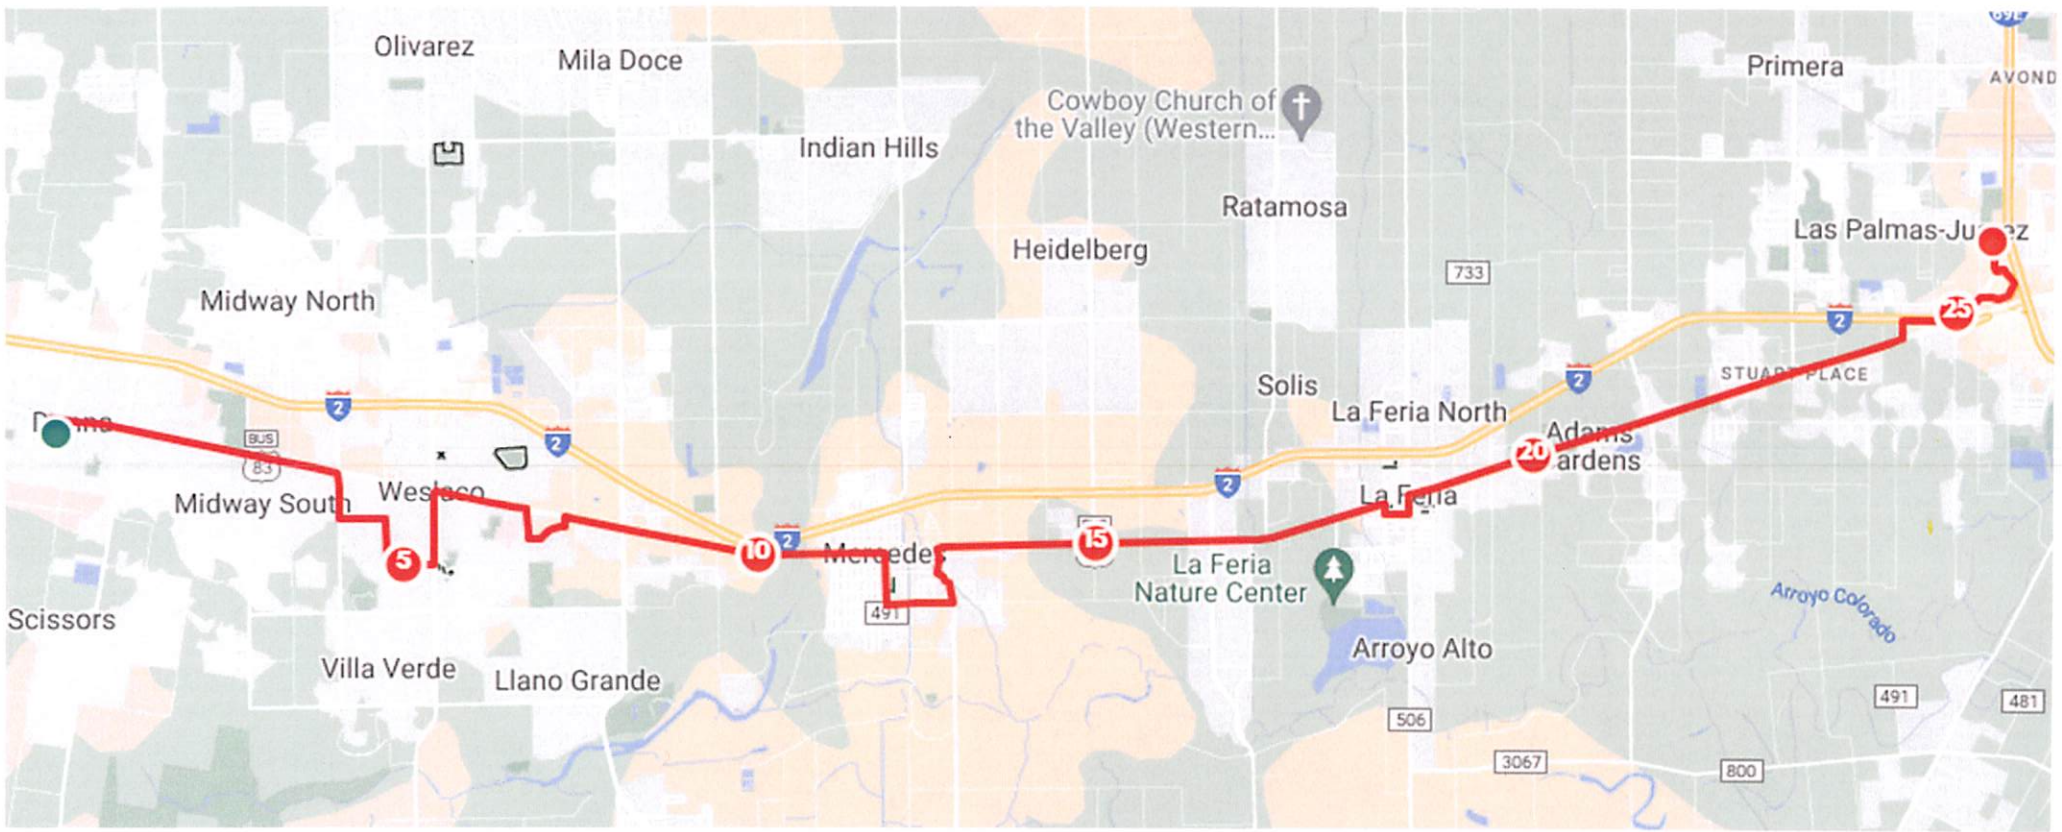 69E
Olivarez
Mila Doce
Primera
AVOND
Cowboy Church of
the Valley (Western...
Indian Hills
Ratamosa
Las Palmas-Ju ez
Heidelberg
733
Midway North
25
2
2
STUART PLACE
Solis
2
La Feria North
2
D nna
BUS
83
2
Adams
ardens
20
Midway South
Weslaco
2
La Feria
5
10
2
Mercedes
15
La Feria
Nature Center
491
Scissors
Arroyo Colorado
Villa Verde
Llano Grande
Arroyo Alto
506
491
481
3067
800